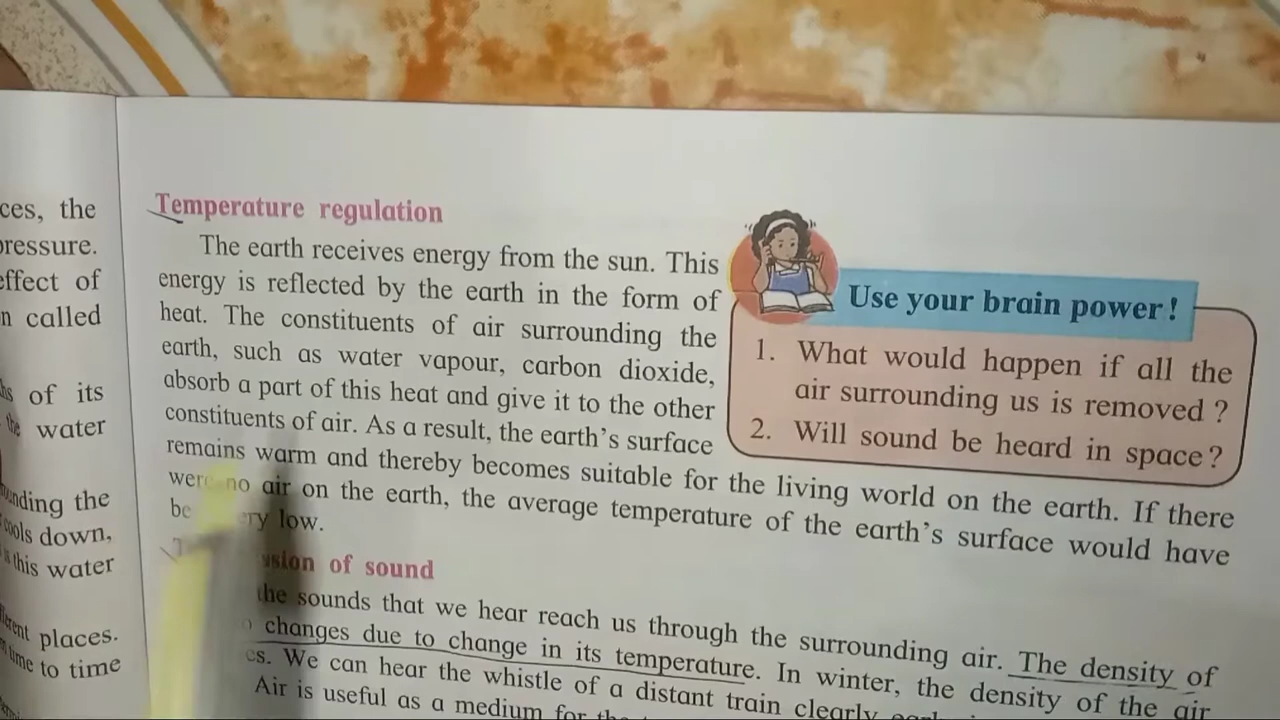 ces, the
pressure.
effect of
n called
of its
the water
ounding the
cools down,
is this water
ferent places.
time to time
Temperature regulation
The earth receives energy from the sun. This
energy is reflected by the earth in the form of
heat. The constituents of air surrounding the
earth, such as water vapour, carbon dioxide,
absorb a part of this heat and give it to the other
constituents of air. As a result, the earth's surface
remains warm and thereby becomes suitable for the living world on the earth. If there
were no air on the earth, the average temperature of the earth's surface would have
be ery low.
Use your brain power!
1. What would happen if all the
air surrounding us is removed ?
2. Will sound be heard in space?
ssion of sound
the sounds that we hear reach us through the surrounding air. The density of
changes due to change in its temperature. In winter, the density of the air
es. We can hear the whistle of a distant train clearly
Air is useful as a medium for the